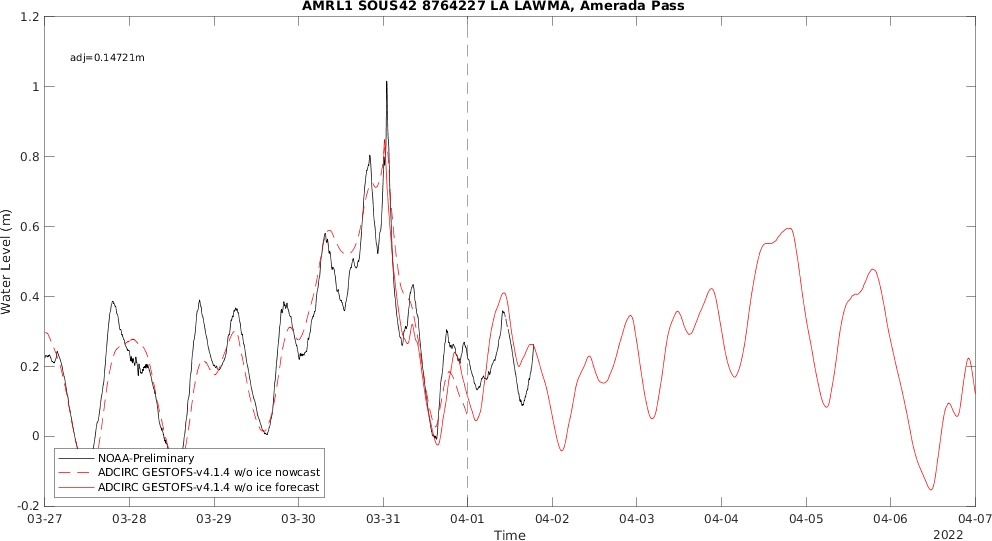 AMRL1 SOUS42 8764227 LA LAWMA, Amerada Pass
adj=0.14721m
1.2
1
0.8
0.6
0.4
0.2
0
-0.2
Water Level (m)
NOAA-Preliminary
ADCIRC GESTOFS-v4.1.4 w/o ice nowcast
ADCIRC GESTOFS-v4.1.4 w/o ice forecast
03-27 03-28 03-29 03-30 03-31 04-01 04-02 04-03 04-04 04-05 04-06 04-07
Time
2022